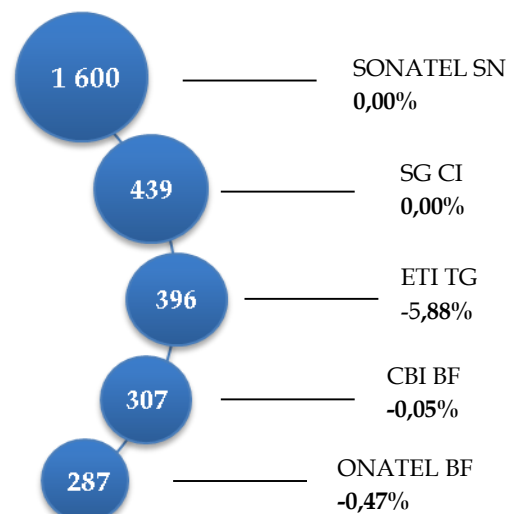 1 600
SONATEL SN
0,00%
439
SG CI
0,00%
396
ETI TG
-5,88%
307
CBI BF
-0,05%
287
ONATEL BF
-0,47%